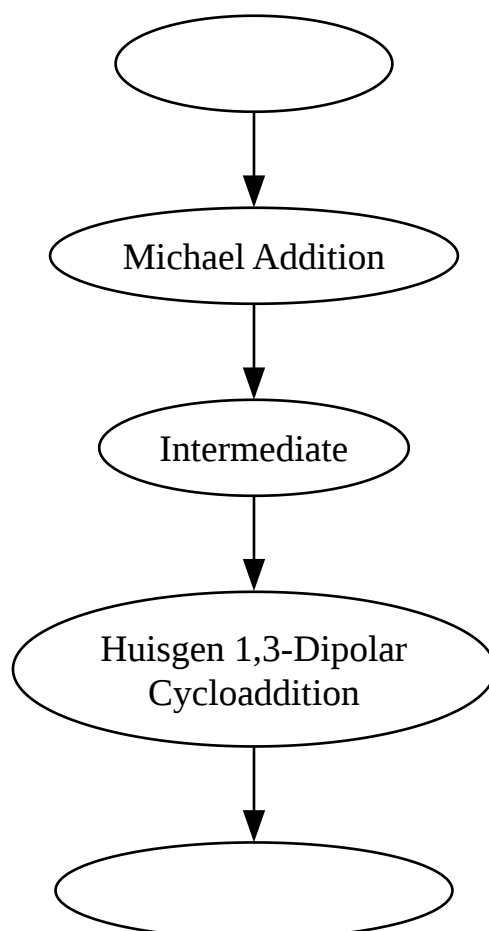 Michael Addition
Intermediate
Huisgen 1,3-Dipolar
Cycloaddition